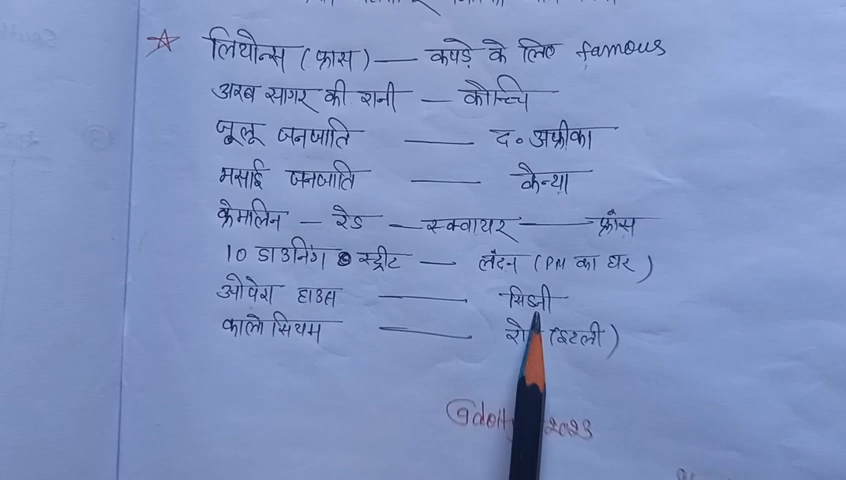 लियोन्स (फ्रांस) — कपड़े के लिए famous
अरब सागर की रानी — कोच्चि
जूलू जनजाति — द० अफ्रीका
मसाई जनजाति — केन्या
क्रेमलिन — रेड — स्क्वायर — फ्रांस
10 डाउनिंग स्ट्रीट — लंदन (PM का घर)
ओपेरा हाउस — सिडनी
कालोसियम — (इटली)